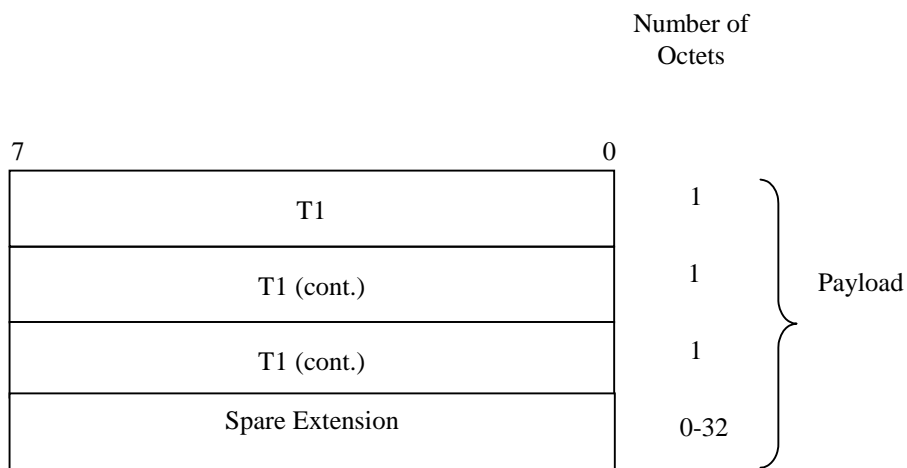 Number of
Octets
7 0
T1 1
T1 (cont.) 1
Payload
T1 (cont.) 1
Spare Extension 0-32